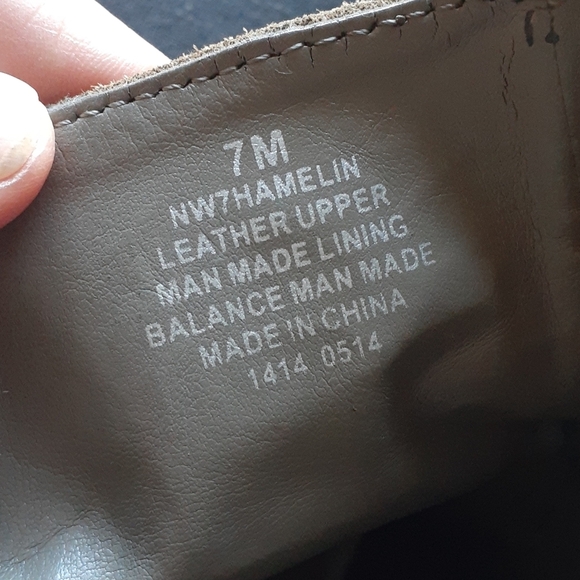 7M
NW7HAMELIN
LEATHER UPPER
MAN MADE LINING
BALANCE MAN MADE
MADE IN CHINA
1414 0514